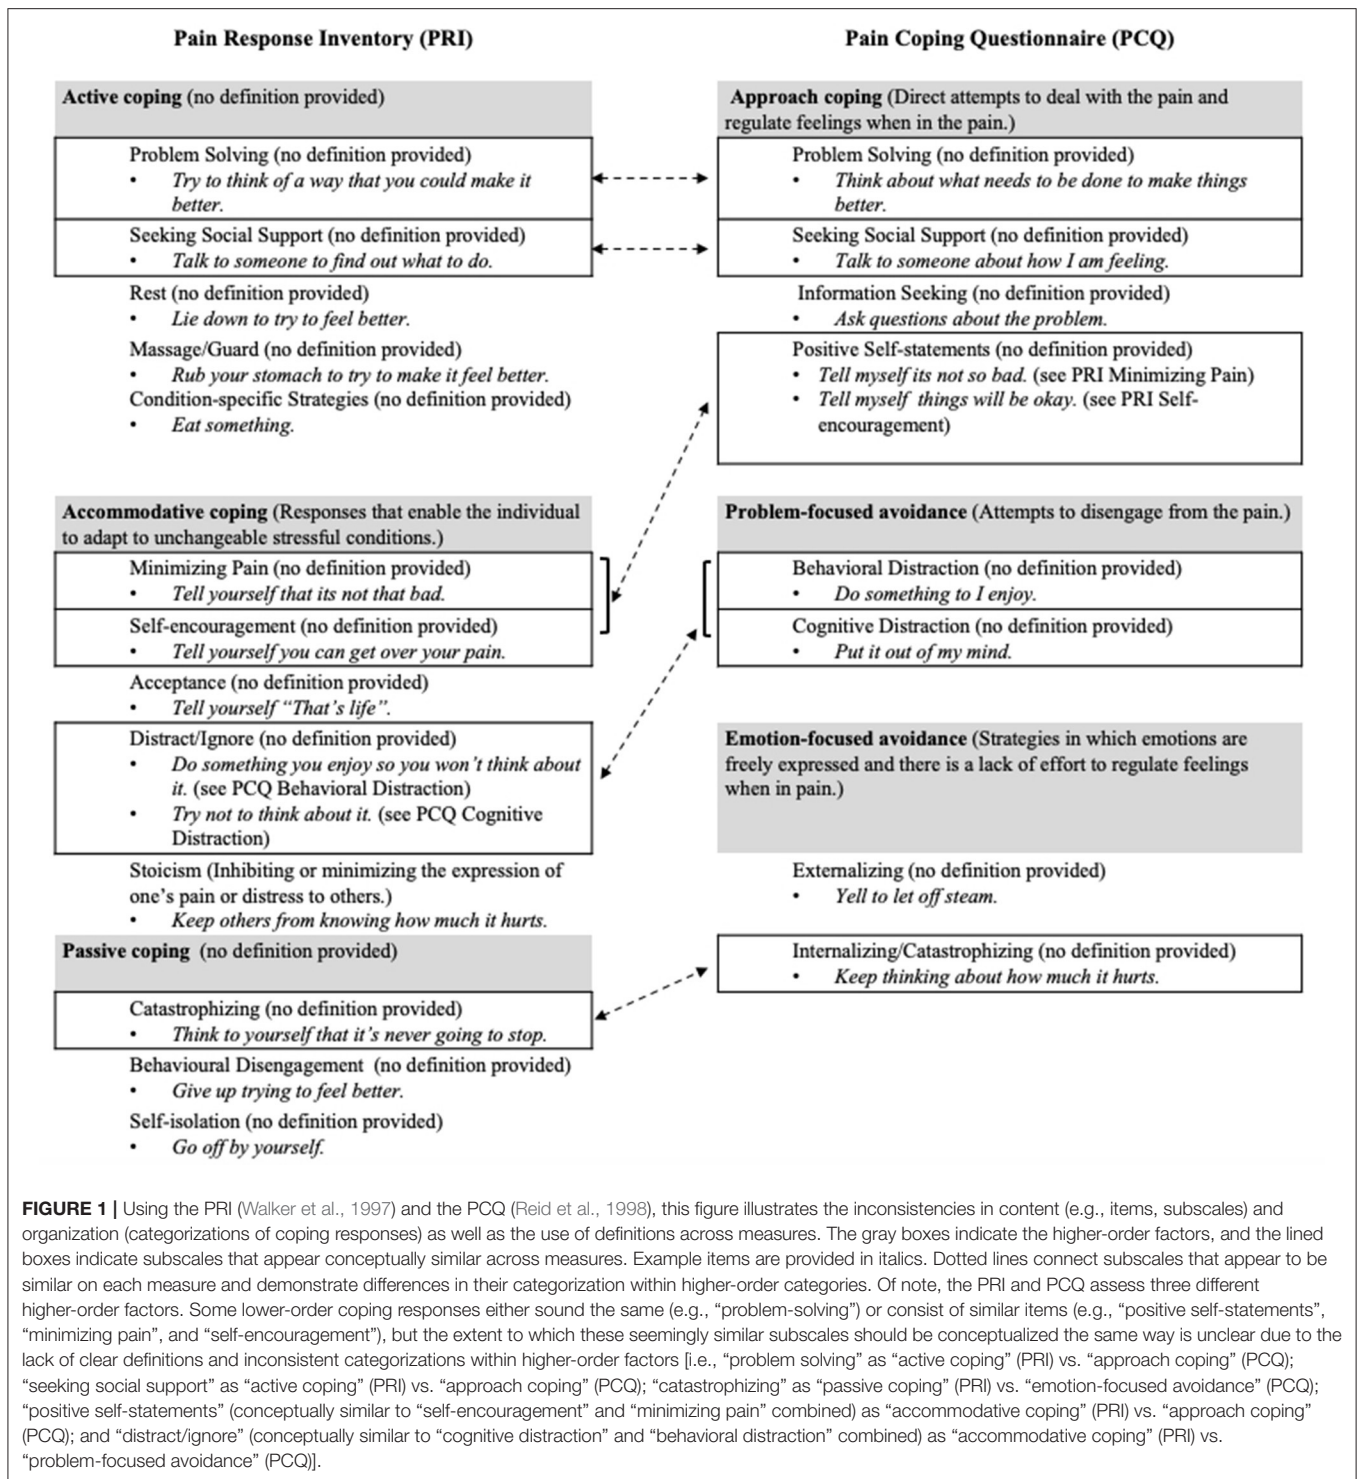 Pain Response Inventory (PRI)
Active coping (no definition provided)
Problem Solving (no definition provided)
• Try to think of a way that you could make it
better.
Seeking Social Support (no definition provided)
• Talk to someone to find out what to do.
Rest (no definition provided)
• Lie down to try to feel better.
Massage/Guard (no definition provided)
• Rub your stomach to try to make it feel better.
Condition-specific Strategies (no definition provided)
• Eat something.
Accommodative coping (Responses that enable the individual
to adapt to unchangeable stressful conditions.)
Minimizing Pain (no definition provided)
• Tell yourself that its not that bad.
Self-encouragement (no definition provided)
• Tell yourself you can get over your pain.
Acceptance (no definition provided)
• Tell yourself “That’s life”.
Distract/Ignore (no definition provided)
• Do something you enjoy so you won’t think about
it. (see PCQ Behavioral Distraction)
• Try not to think about it. (see PCQ Cognitive
Distraction)
Stoicism (Inhibiting or minimizing the expression of
one’s pain or distress to others.)
• Keep others from knowing how much it hurts.
Passive coping (no definition provided)
Catastrophizing (no definition provided)
• Think to yourself that it’s never going to stop.
Behavioural Disengagement (no definition provided)
• Give up trying to feel better.
Self-isolation (no definition provided)
• Go off by yourself.
Pain Coping Questionnaire (PCQ)
Approach coping (Direct attempts to deal with the pain and
regulate feelings when in the pain.)
Problem Solving (no definition provided)
• Think about what needs to be done to make things
better.
Seeking Social Support (no definition provided)
• Talk to someone about how I am feeling.
Information Seeking (no definition provided)
• Ask questions about the problem.
Positive Self-statements (no definition provided)
• Tell myself its not so bad. (see PRI Minimizing Pain)
• Tell myself things will be okay. (see PRI Self-
encouragement)
Problem-focused avoidance (Attempts to disengage from the pain.)
Behavioral Distraction (no definition provided)
• Do something to I enjoy.
Cognitive Distraction (no definition provided)
• Put it out of my mind.
Emotion-focused avoidance (Strategies in which emotions are
freely expressed and there is a lack of effort to regulate feelings
when in pain.)
Externalizing (no definition provided)
• Yell to let off steam.
Internalizing/Catastrophizing (no definition provided)
• Keep thinking about how much it hurts.
FIGURE 1 | Using the PRI (Walker et al., 1997) and the PCQ (Reid et al., 1998), this figure illustrates the inconsistencies in content (e.g., items, subscales) and
organization (categorizations of coping responses) as well as the use of definitions across measures. The gray boxes indicate the higher-order factors, and the lined
boxes indicate subscales that appear conceptually similar across measures. Example items are provided in italics. Dotted lines connect subscales that appear to be
similar on each measure and demonstrate differences in their categorization within higher-order categories. Of note, the PRI and PCQ assess three different
higher-order factors. Some lower-order coping responses either sound the same (e.g., “problem-solving”) or consist of similar items (e.g., “positive self-statements”,
“minimizing pain”, and “self-encouragement”), but the extent to which these seemingly similar subscales should be conceptualized the same way is unclear due to the
lack of clear definitions and inconsistent categorizations within higher-order factors [i.e., “problem solving” as “active coping” (PRI) vs. “approach coping” (PCQ);
“seeking social support” as “active coping” (PRI) vs. “approach coping” (PCQ); “catastrophizing” as “passive coping” (PRI) vs. “emotion-focused avoidance” (PCQ);
“positive self-statements” (conceptually similar to “self-encouragement” and “minimizing pain” combined) as “accommodative coping” (PRI) vs. “approach coping”
(PCQ); and “distract/ignore” (conceptually similar to “cognitive distraction” and “behavioral distraction” combined) as “accommodative coping” (PRI) vs.
“problem-focused avoidance” (PCQ)].